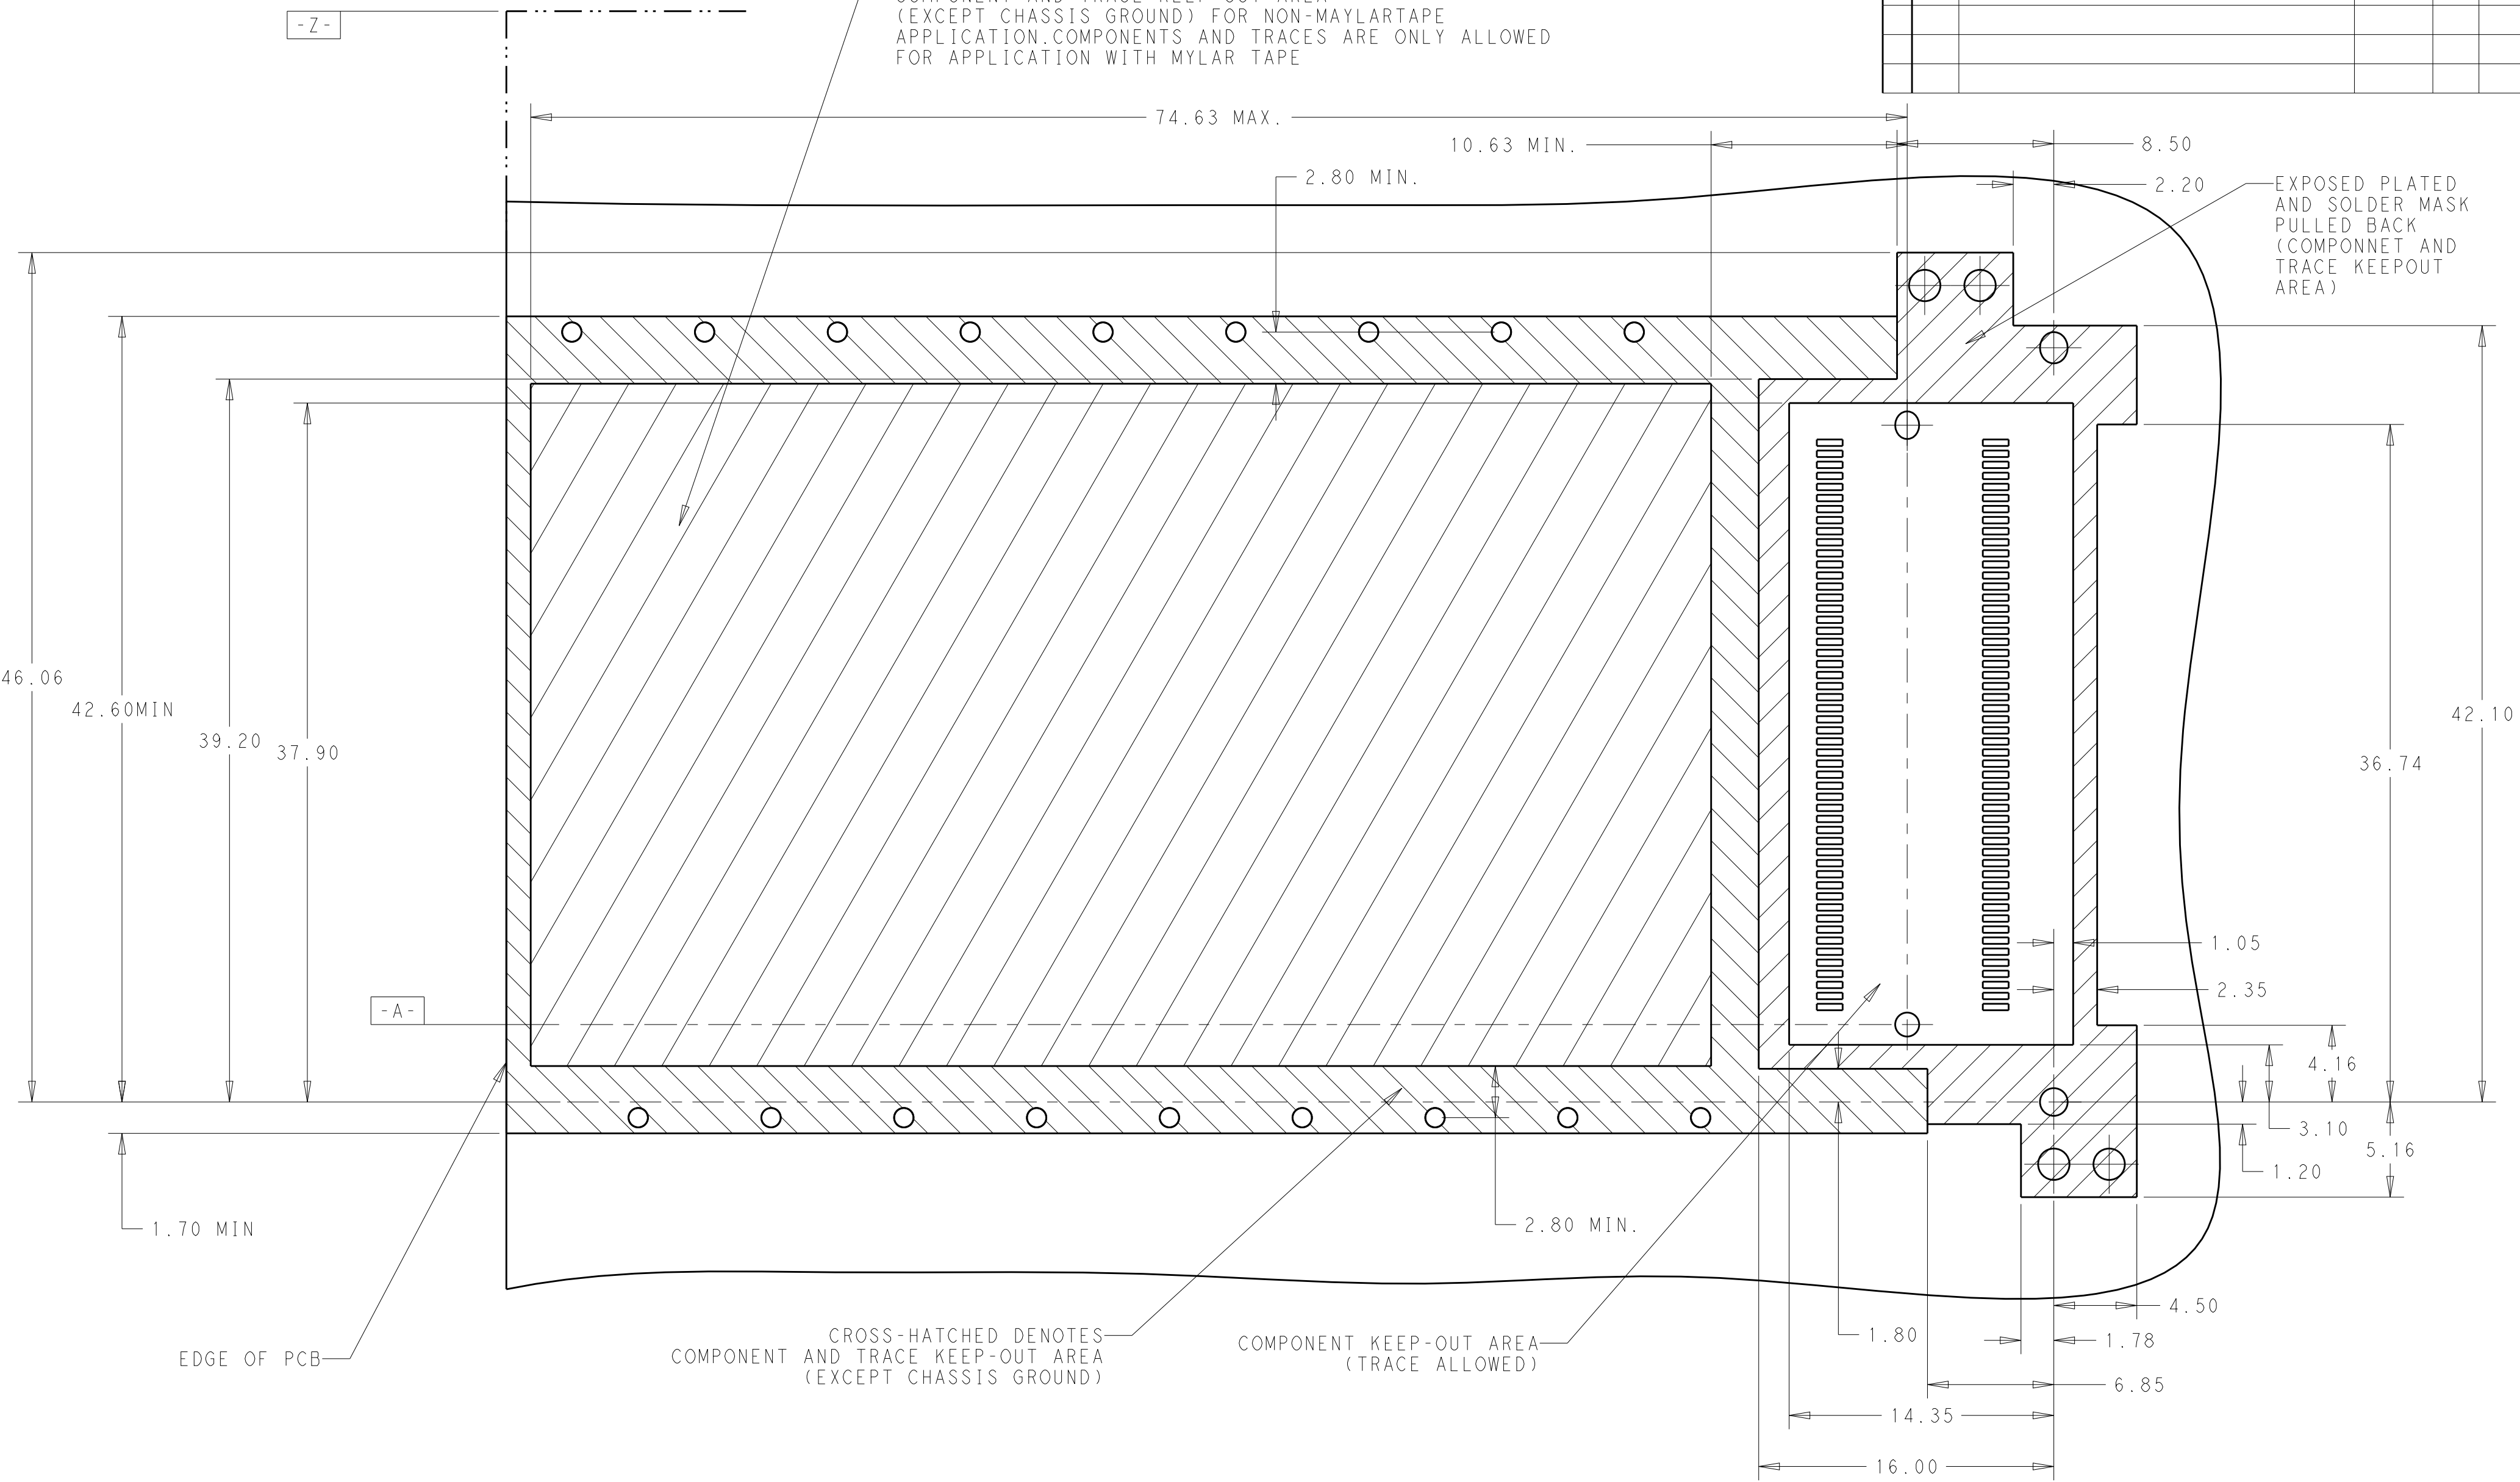 -Z-
(EXCEPT CHASSIS GROUND) FOR NON-MAYLARTAPE
APPLICATION.COMPONENTS AND TRACES ARE ONLY ALLOWED
FOR APPLICATION WITH MYLAR TAPE
74.63 MAX.
10.63 MIN.
8.50
2.80 MIN.
2.20
EXPOSED PLATED
AND SOLDER MASK
PULLED BACK
(COMPONNET AND
TRACE KEEPOUT
AREA)
46.06
42.60MIN
39.20
37.90
42.10
36.74
1.05
2.35
-A-
4.16
3.10
5.16
1.20
1.70 MIN
2.80 MIN.
4.50
1.80
1.78
EDGE OF PCB
CROSS-HATCHED DENOTES
COMPONENT AND TRACE KEEP-OUT AREA
(EXCEPT CHASSIS GROUND)
COMPONENT KEEP-OUT AREA
(TRACE ALLOWED)
6.85
14.35
16.00